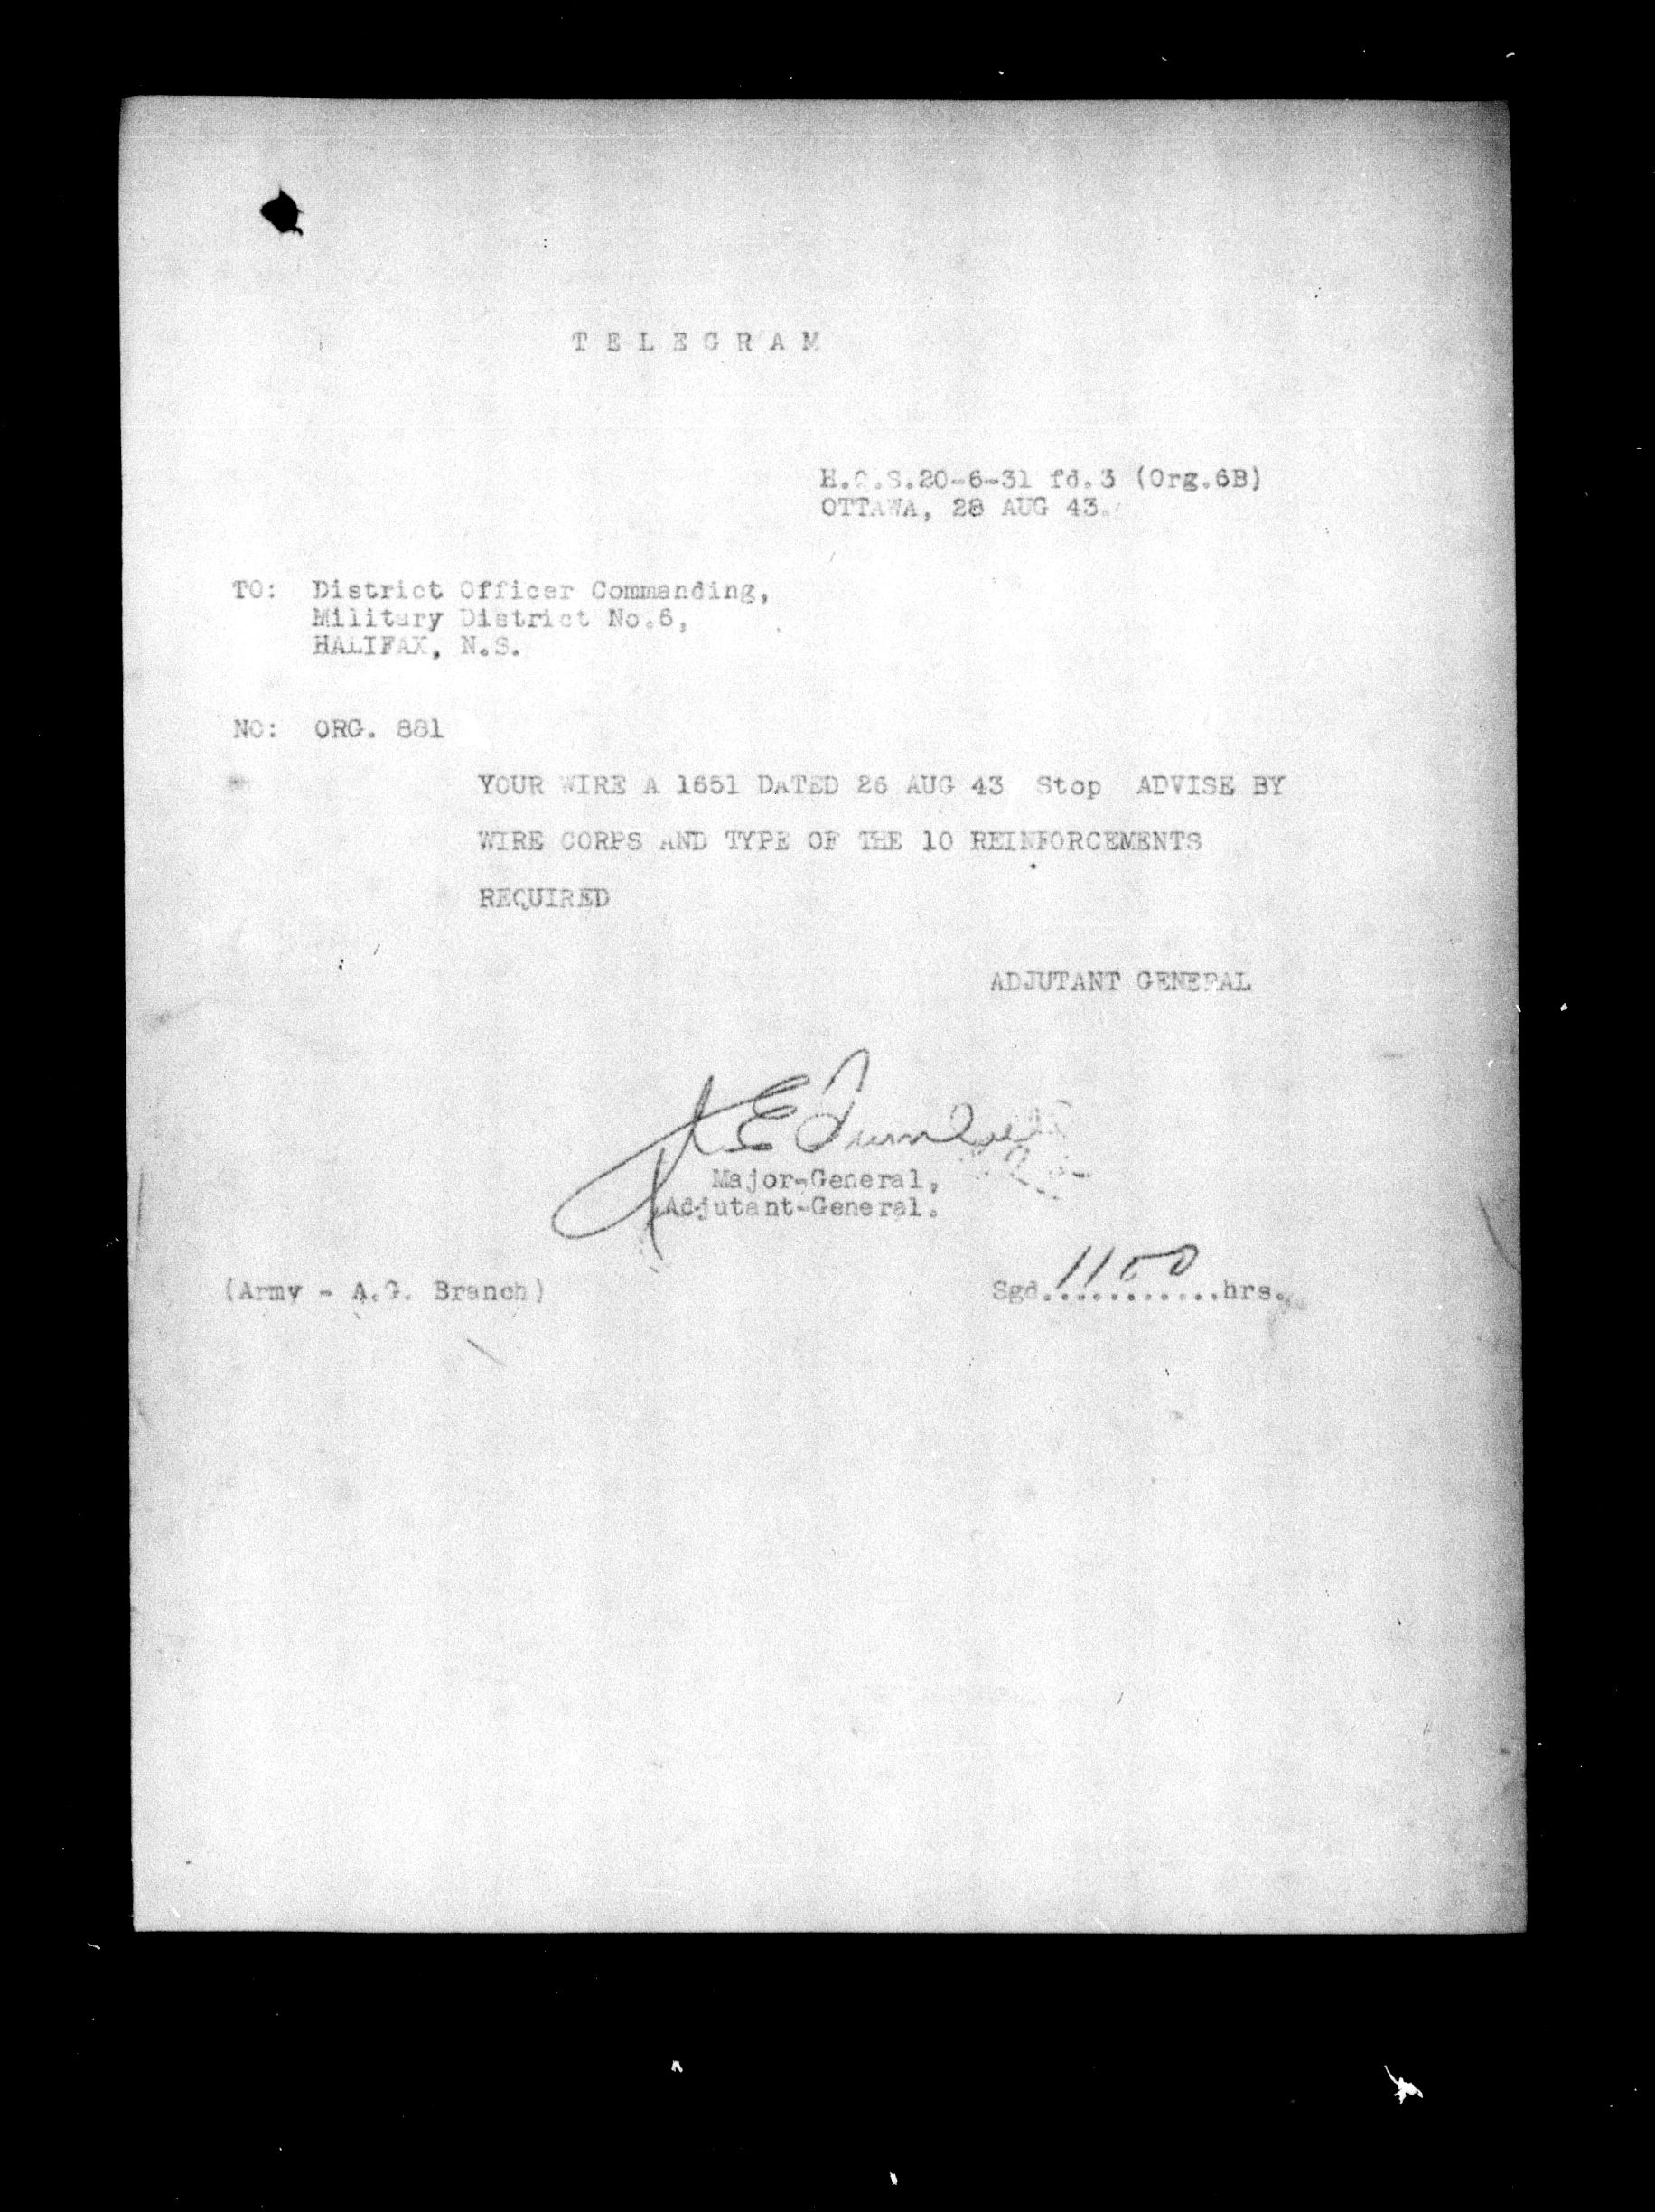 TELEGRAM
H.Q.S.20-6-31 fd.3 (Org.6B)
OTTAWA, 28 AUG 43.
TO: District Officer Commanding,
Military District No.6,
HALIFAX, N.S.
NO: ORG. 881
YOUR WIRE A 1651 DATED 26 AUG 43 Stop ADVISE BY
WIRE CORPS AND TYPE OF THE 10 REINFORCEMENTS
REQUIRED
ADJUTANT GENERAL
Major-General,
Adjutant-General.
(Army - A.G. Branch)
Sgd.1100...........hrs.